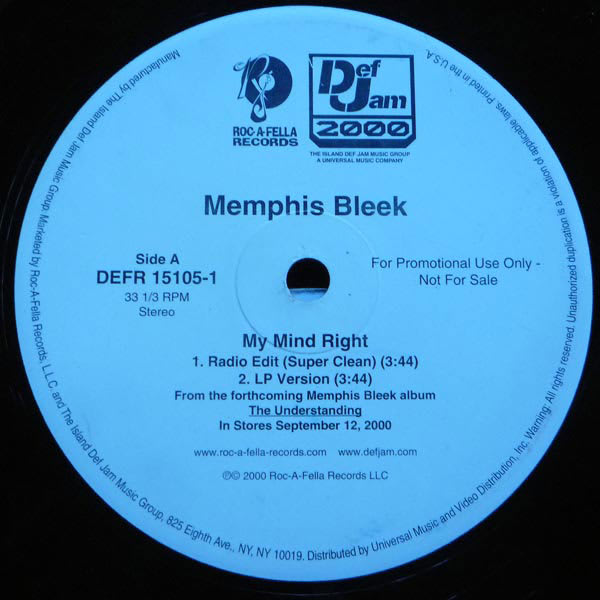 ROC-A-FELLA
RECORDS
Def
Jam
2000
THE ISLAND DEF JAM MUSIC GROUP
A UNIVERSAL MUSIC COMPANY
Memphis Bleek
Side A
DEFR 15105-1
33 1/3 RPM
Stereo
For Promotional Use Only -
Not For Sale
My Mind Right
1. Radio Edit (Super Clean) (3:44)
2. LP Version (3:44)
From the forthcoming Memphis Bleek album
The Understanding
In Stores September 12, 2000
www.roc-a-fella-records.com www.defjam.com
℗© 2000 Roc-A-Fella Records LLC
Manufactured by The Island Def Jam Music Group. Marketed by Roc-A-Fella Records, L.L.C. and The Island Def Jam Music Group, 825 Eighth Ave., NY, NY 10019. Distributed by Universal Music and Video Distribution, Inc. Warning: All rights reserved. Unauthorized duplication is a violation of applicable laws. Printed in the U.S.A.